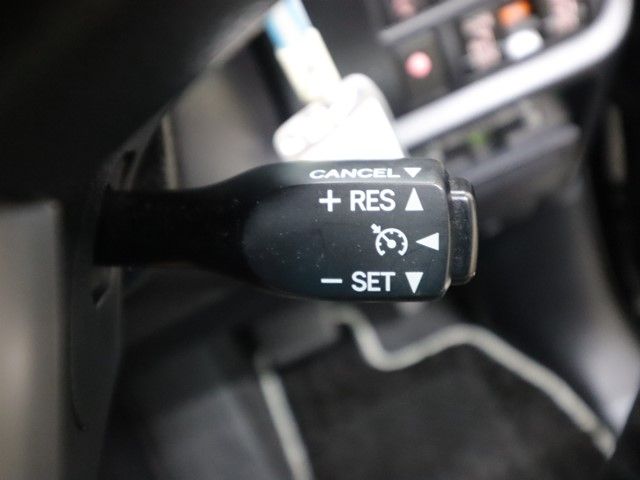 CANCEL▼
+ RES ▲
◀
− SET ▼